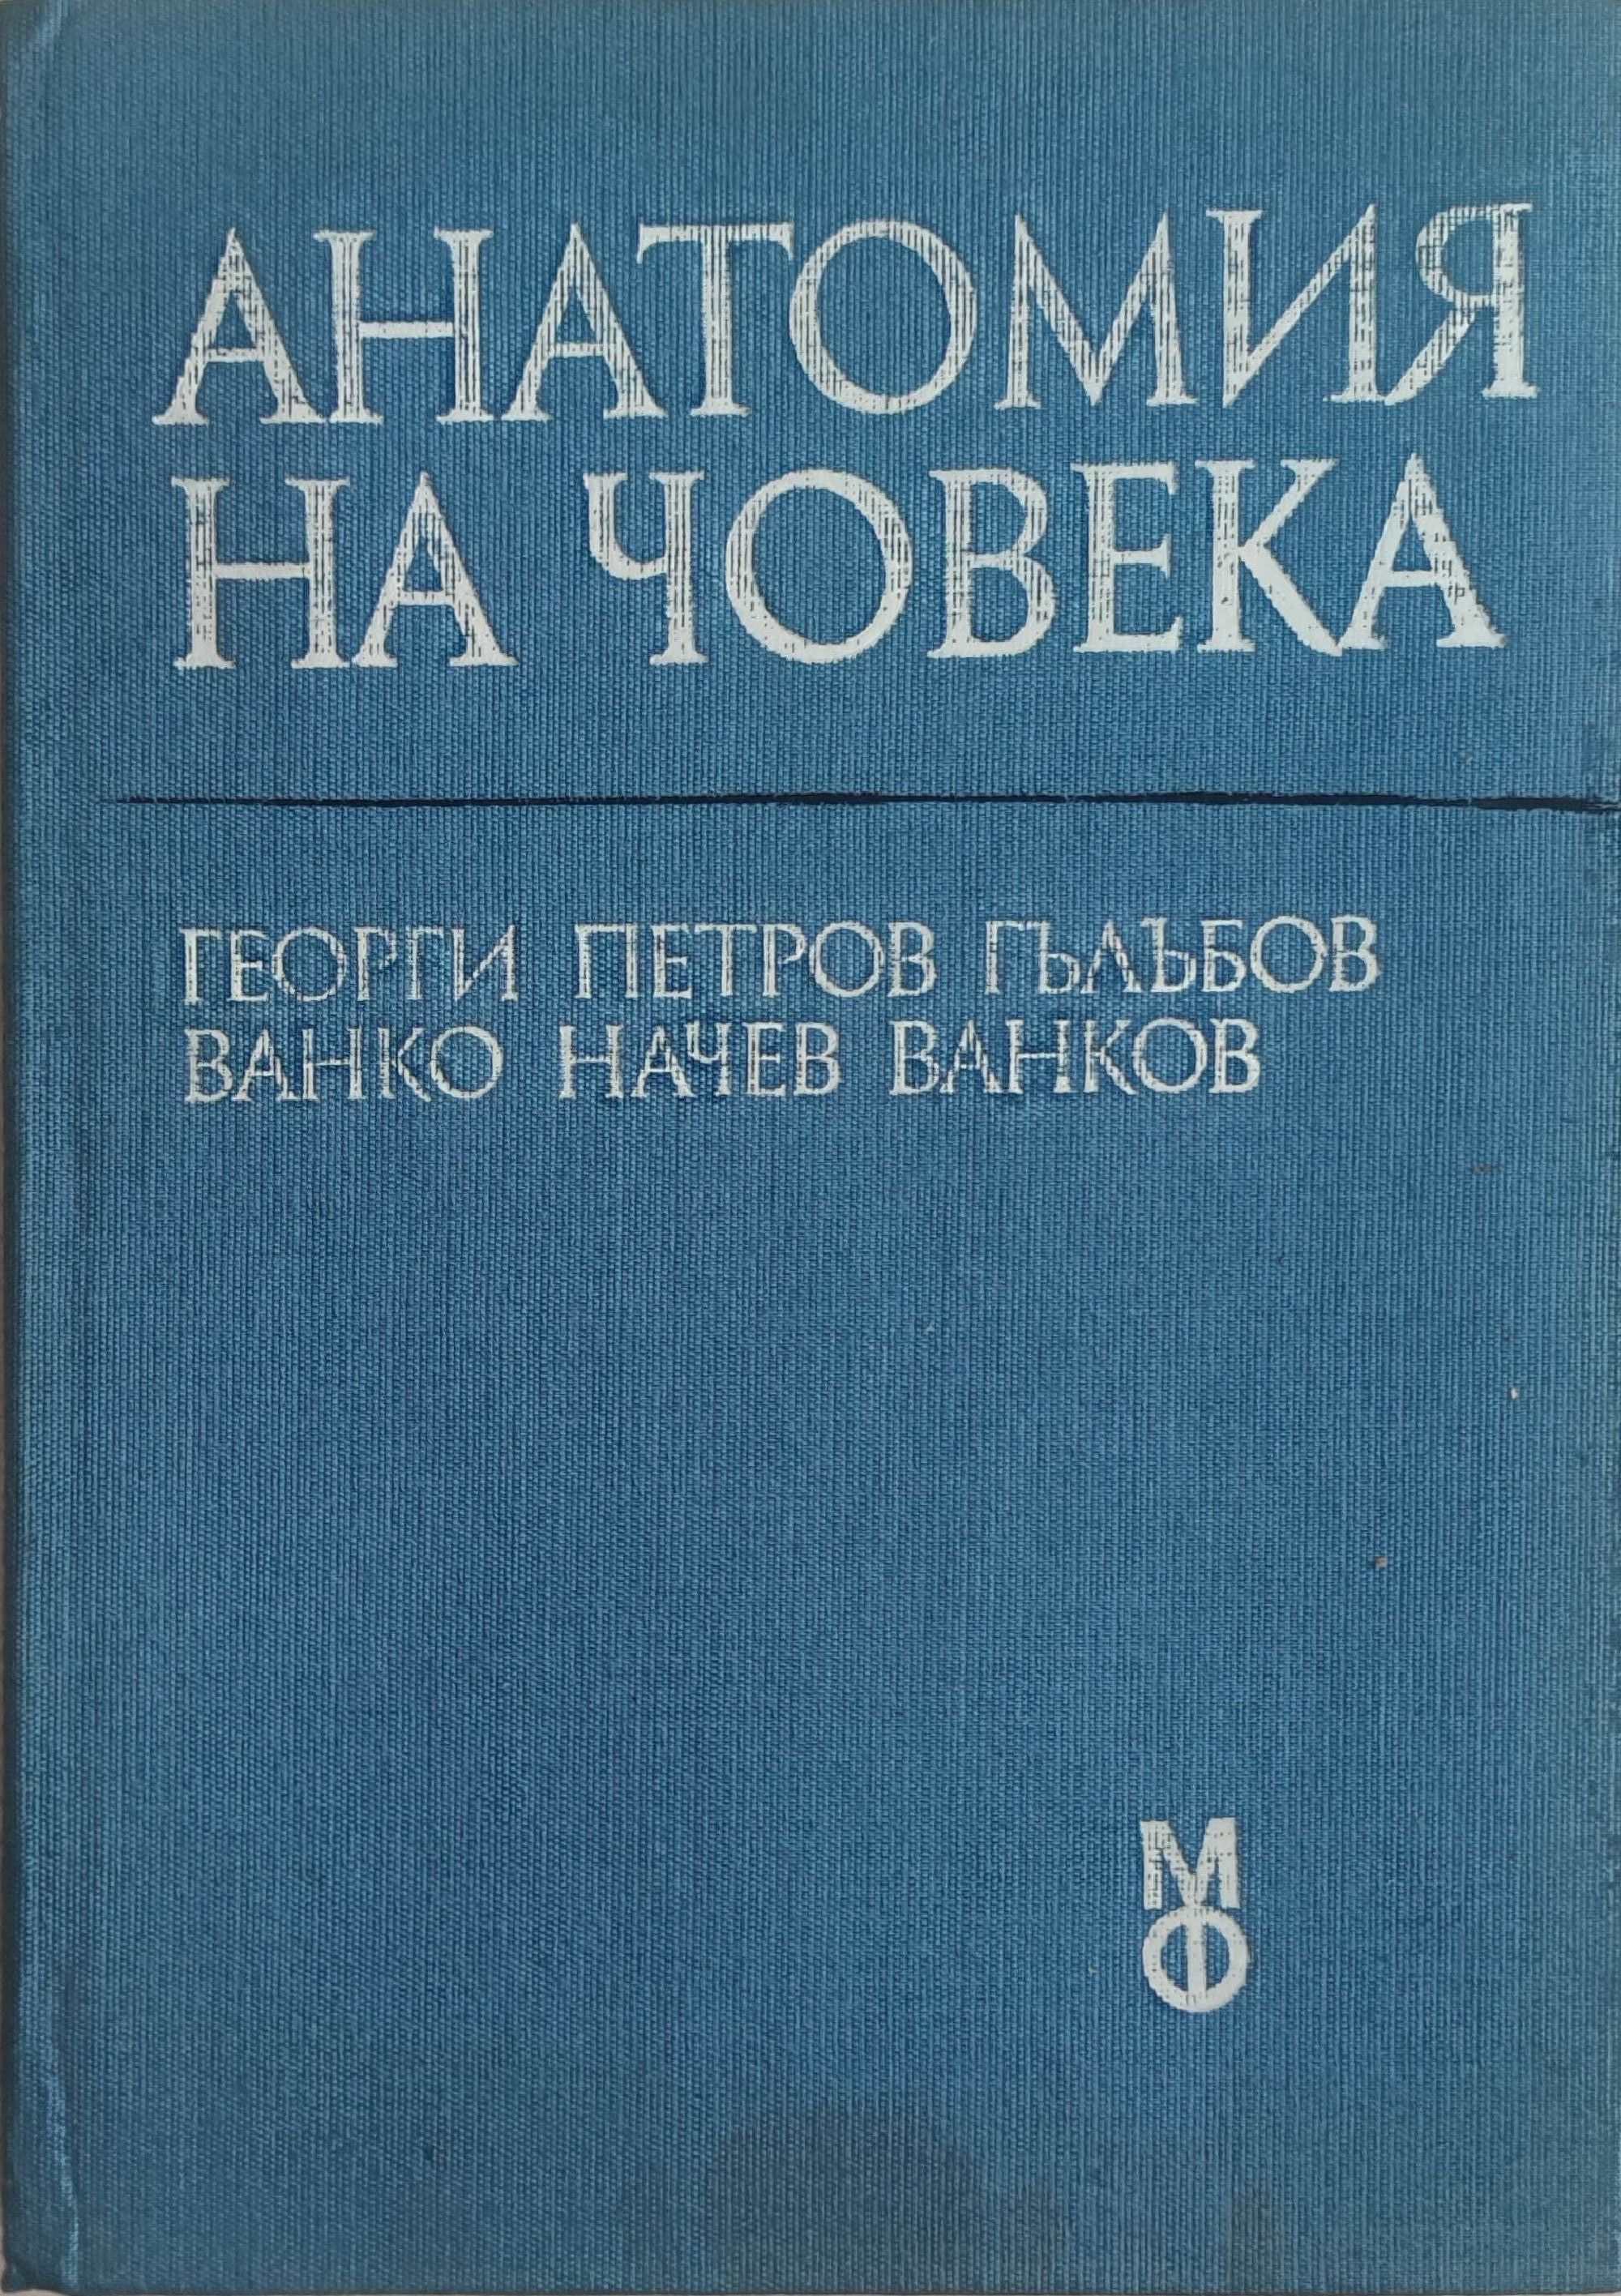 АНАТОМИЯ
НА ЧОВЕКА
ГЕОРГИ ПЕТРОВ ГЪЛЪБОВ
ВАНКО НАЧЕВ ВАНКОВ
М
Ф